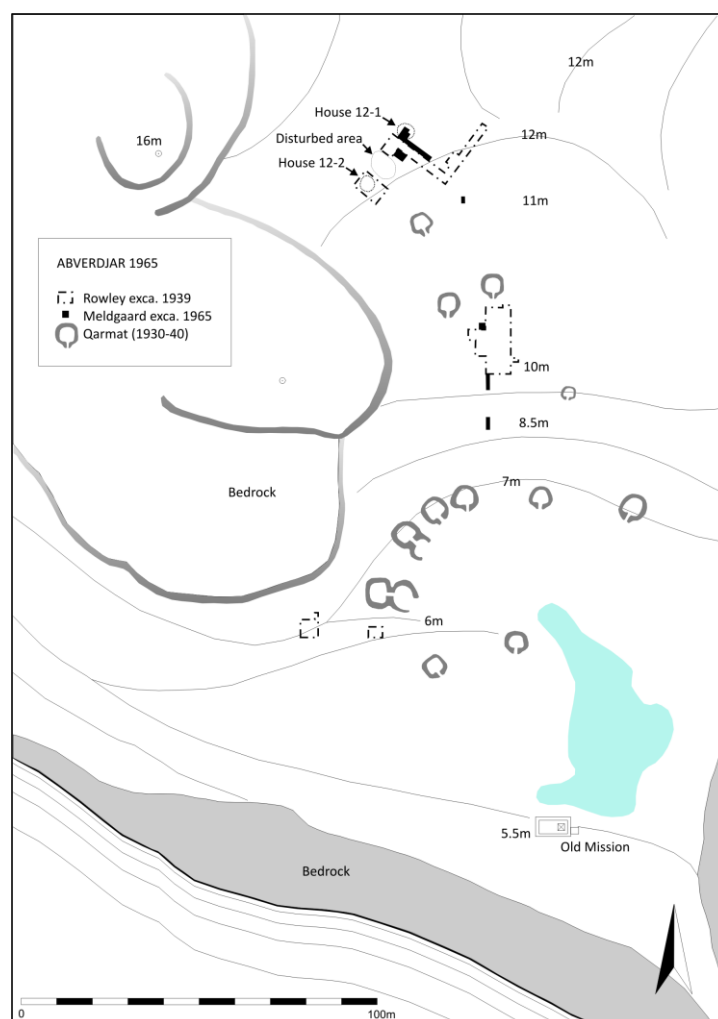 12m
House 12-1
12m
Disturbed area
16m
House 12-2
11m
ABVERDJAR 1965
Rowley exca. 1939
Meldgaard exca. 1965
Qarmat (1930-40)
10m
8.5m
7m
Bedrock
6m
5.5m
Old Mission
Bedrock
0
100m